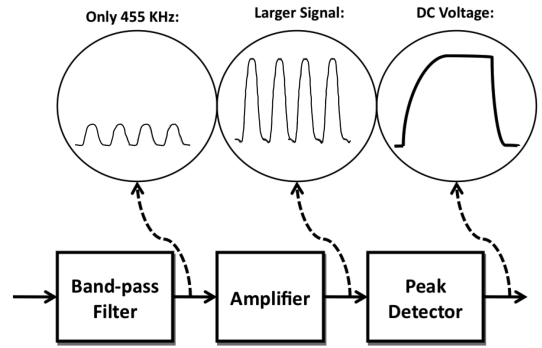 Only 455 KHz:
Larger Signal:
DC Voltage:
Band-pass
Filter
Amplifier
Peak
Detector